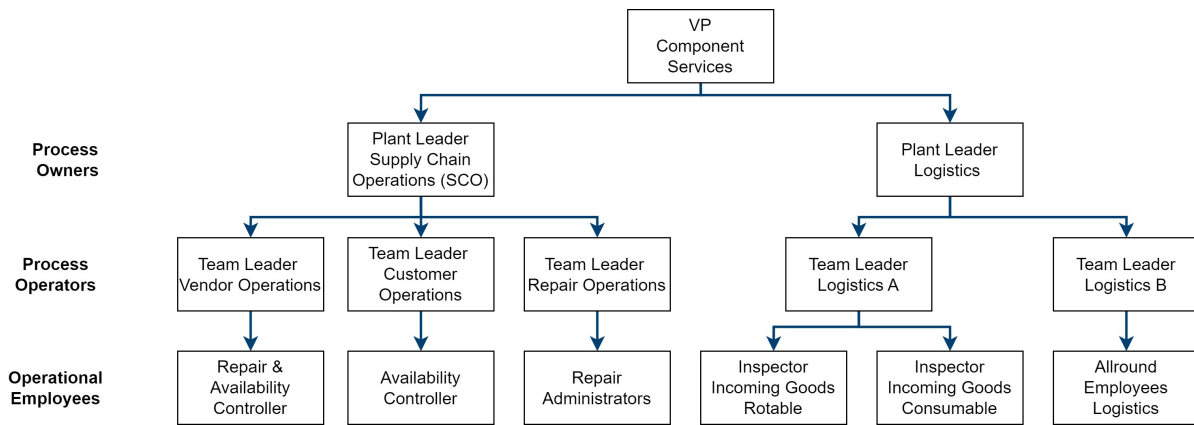 VP
Component
Services
Process
Owners
Plant Leader
Supply Chain
Operations (SCO)
Plant Leader
Logistics
Process
Operators
Team Leader
Vendor Operations
Team Leader
Customer
Operations
Team Leader
Repair Operations
Team Leader
Logistics A
Team Leader
Logistics B
Operational
Employees
Repair &
Availability
Controller
Availability
Controller
Repair
Administrators
Inspector
Incoming Goods
Rotable
Inspector
Incoming Goods
Consumable
Allround
Employees
Logistics